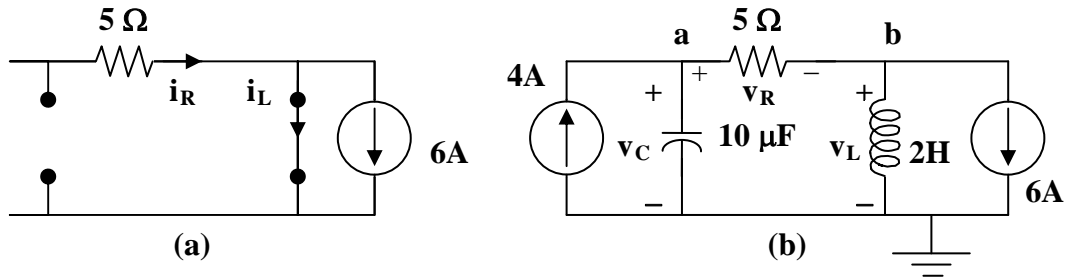 5 Ω
i_R
i_L
6A
(a)
a
5 Ω
b
4A
+
+
v_R
−
+
v_C
10 μF
v_L
2H
6A
−
−
(b)